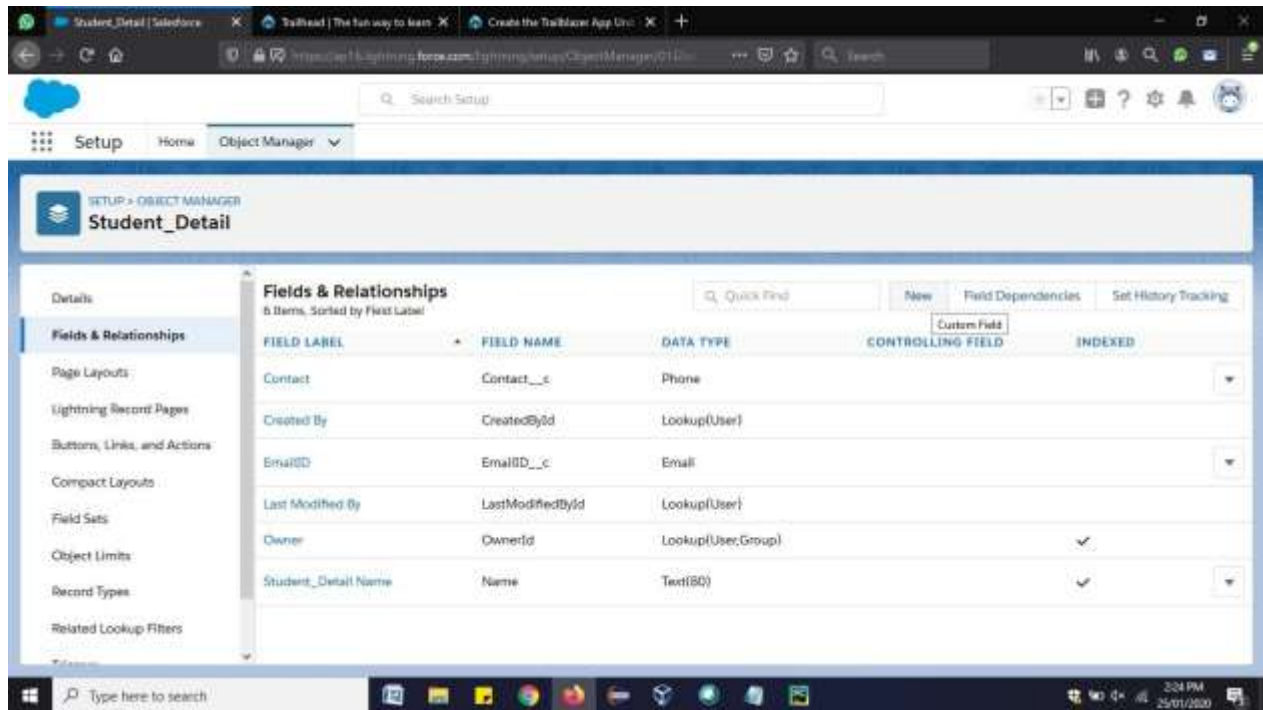 Student_Detail | Salesforce
Trailhead | The fun way to learn
Create the Trailblazer App
Search
Search Setup
Setup
Home
Object Manager
SETUP > OBJECT MANAGER
Student_Detail
Details
Fields & Relationships
Page Layouts
Lightning Record Pages
Buttons, Links, and Actions
Compact Layouts
Field Sets
Object Limits
Record Types
Related Lookup Filters
Fields & Relationships
6 Items, Sorted by Field Label
Quick Find
New
Field Dependencies
Set History Tracking
Custom Field
FIELD LABEL FIELD NAME DATA TYPE CONTROLLING FIELD INDEXED
Contact Contact__c Phone
Created By CreatedById Lookup(User)
EmailID EmailID__c Email
Last Modified By LastModifiedById Lookup(User)
Owner OwnerId Lookup(User,Group)
Student_Detail Name Name Text(80)
Type here to search
2:24 PM
25/01/2020